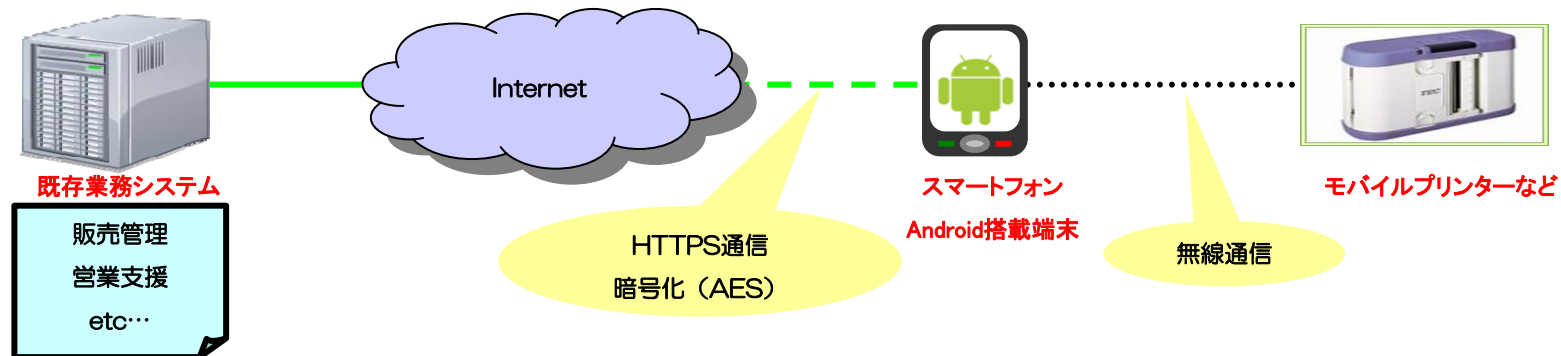 Internet
TEC
既存業務システム
スマートフォン
Android搭載端末
モバイルプリンターなど
販売管理
営業支援
etc…
HTTPS通信
暗号化（AES）
無線通信